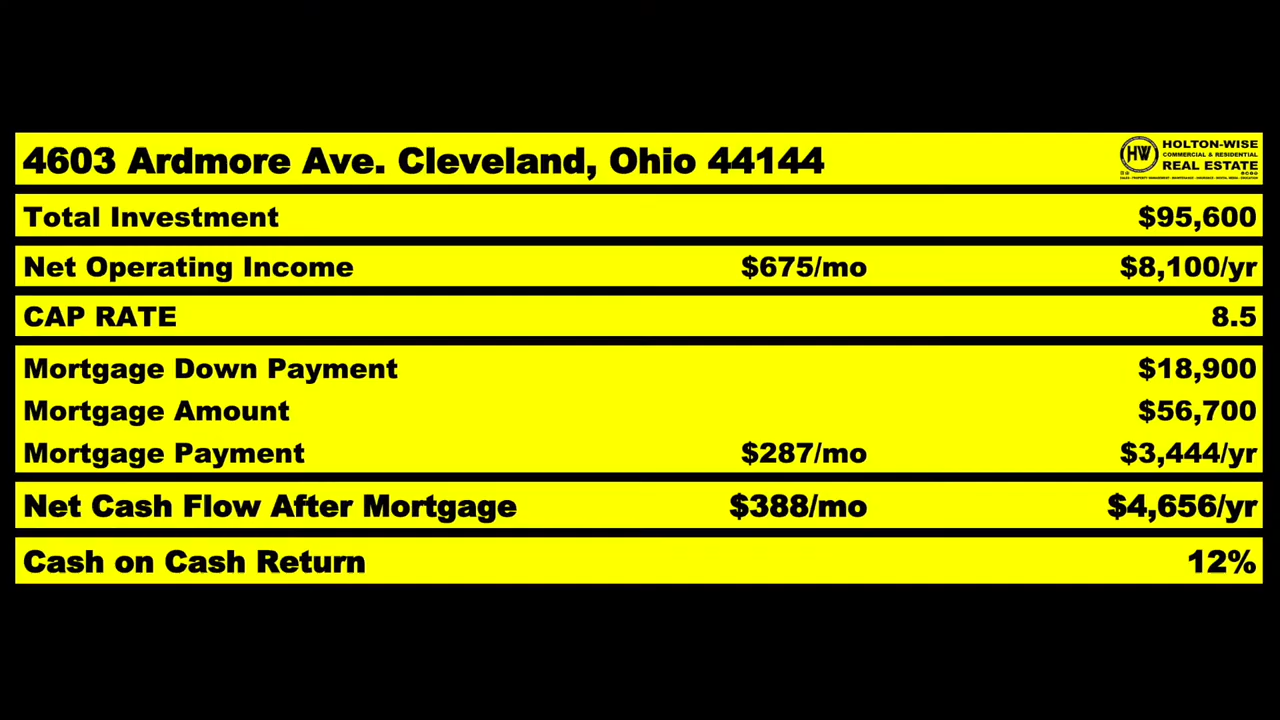 4603 Ardmore Ave. Cleveland, Ohio 44144
HW
HOLTON-WISE
COMMERCIAL & RESIDENTIAL
REAL ESTATE
Total Investment $95,600
Net Operating Income $675/mo $8,100/yr
CAP RATE 8.5
Mortgage Down Payment $18,900
Mortgage Amount $56,700
Mortgage Payment $287/mo $3,444/yr
Net Cash Flow After Mortgage $388/mo $4,656/yr
Cash on Cash Return 12%